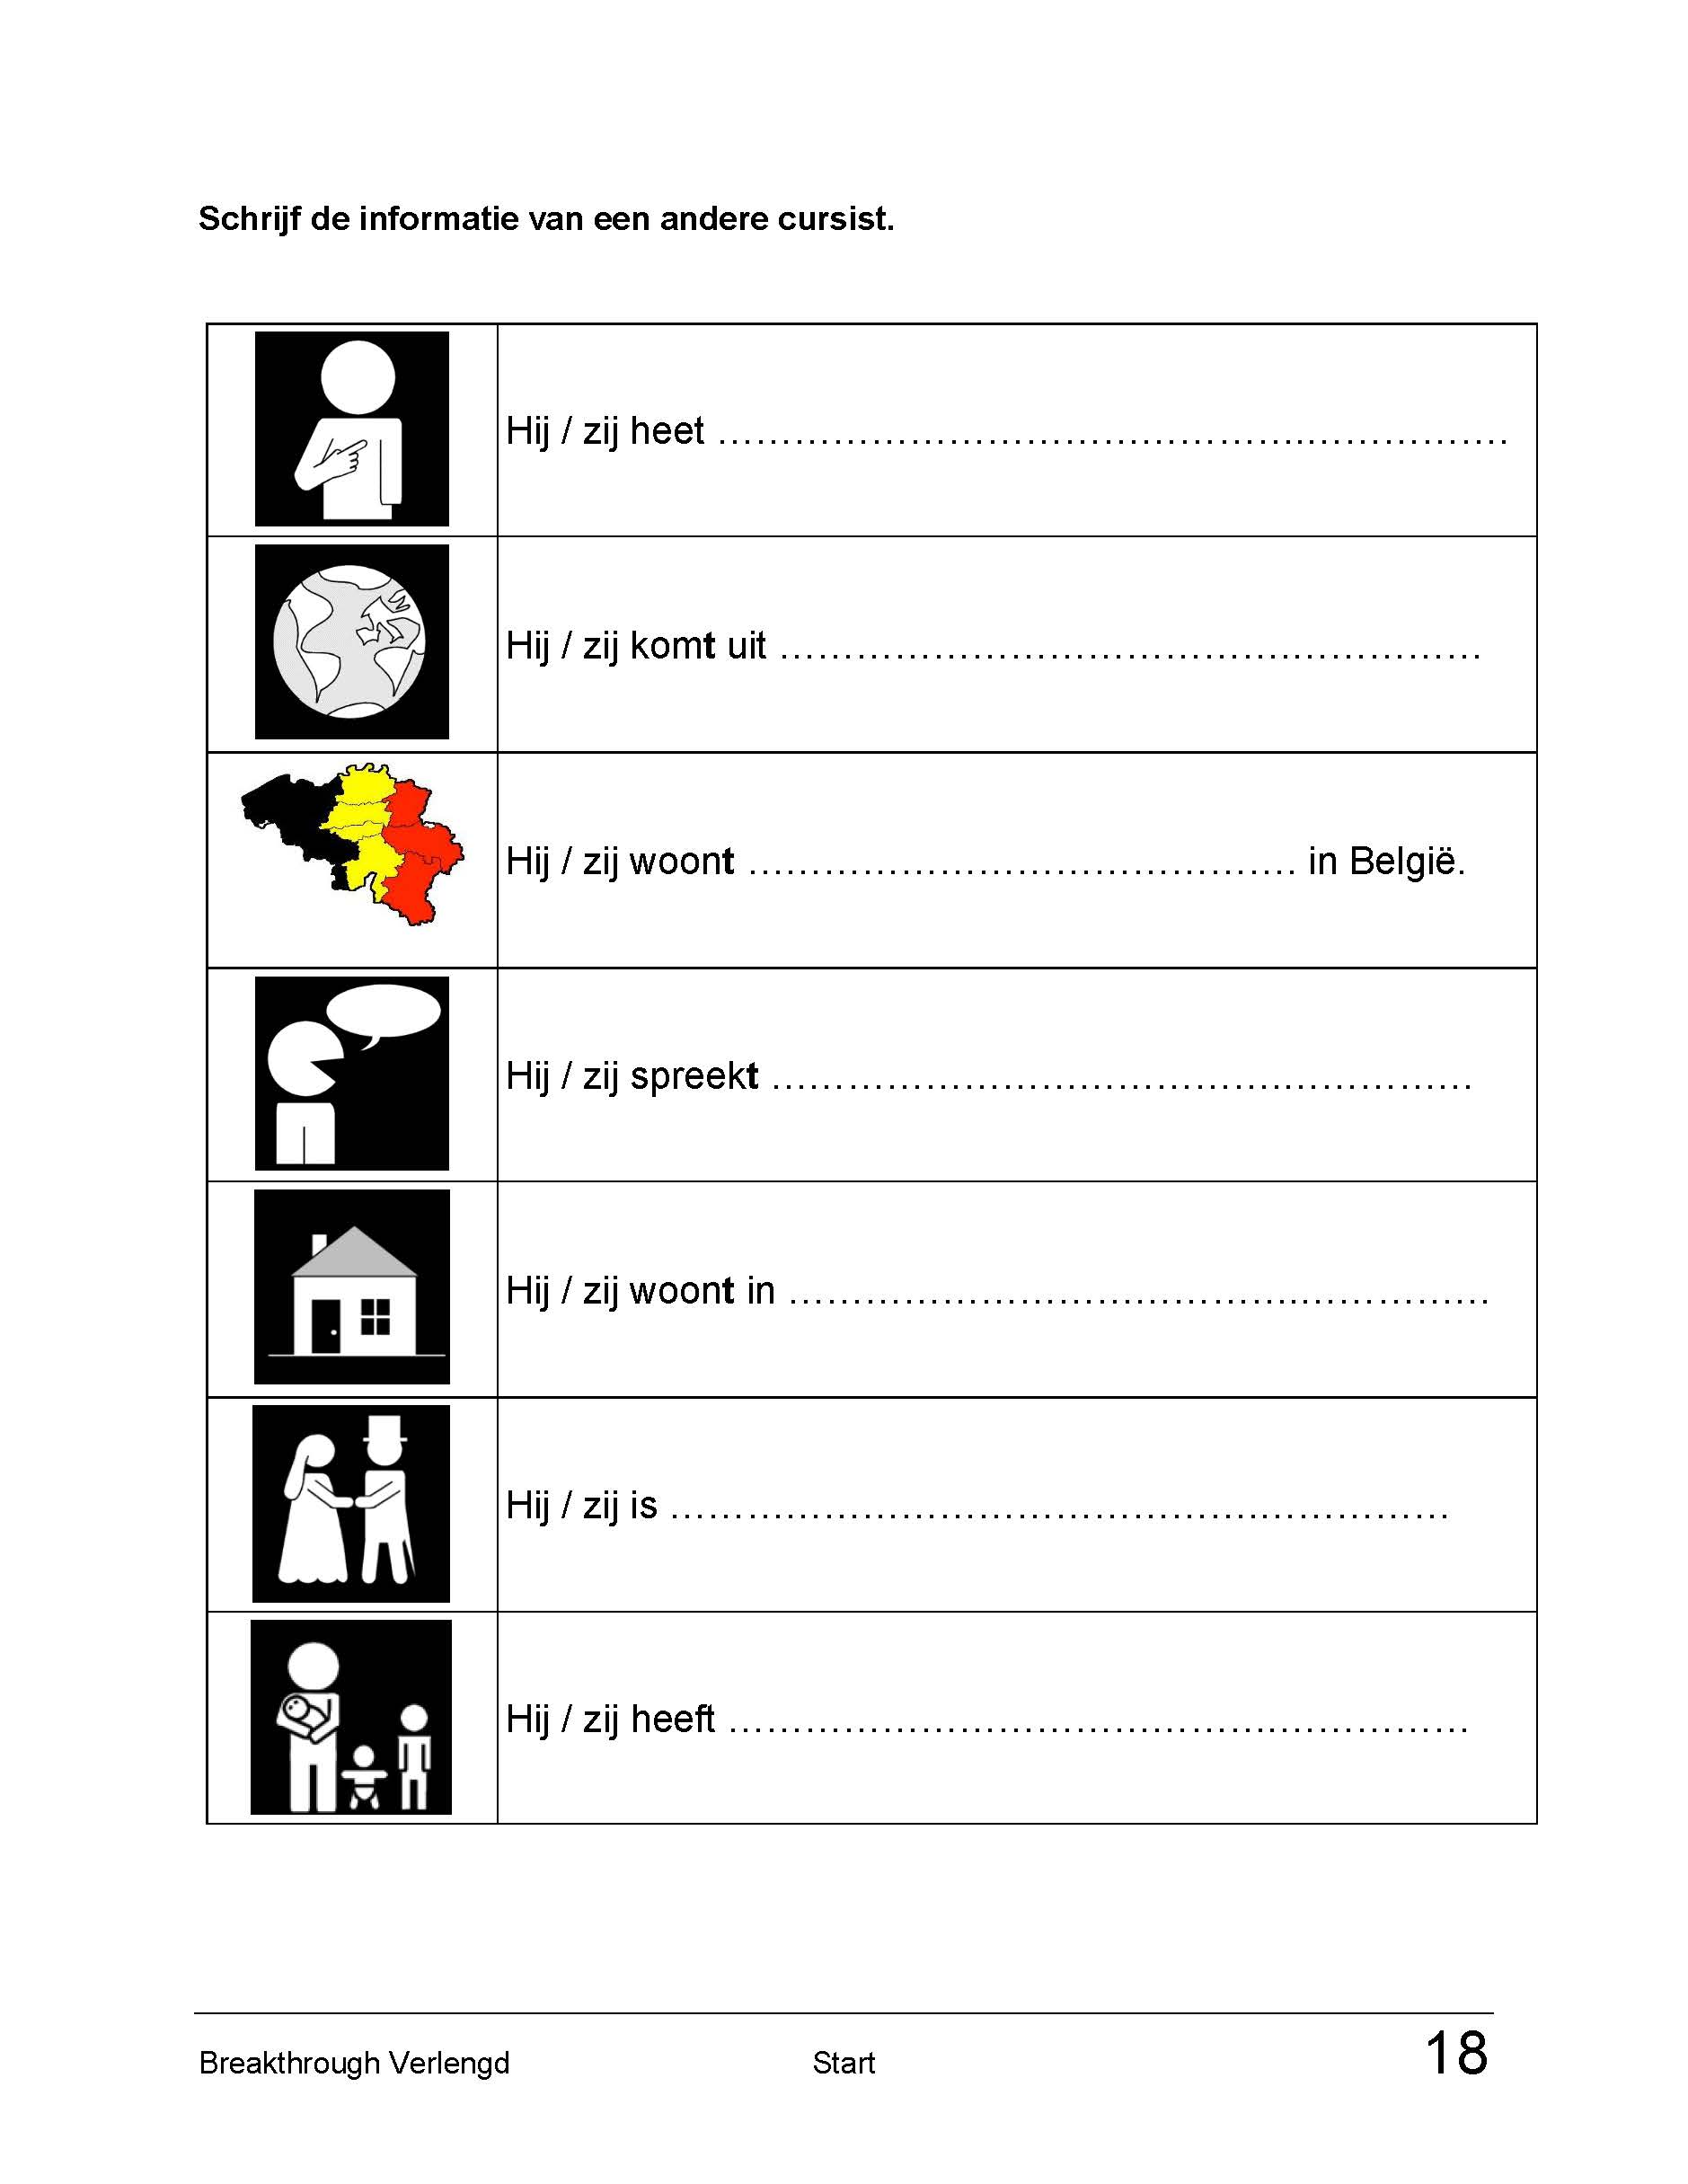 Schrijf de informatie van een andere cursist.
Hij / zij heet ……………………………………………………
Hij / zij komt uit ………………………………………………
Hij / zij woont …………………………………… in België.
Hij / zij spreekt ………………………………………………
Hij / zij woont in ………………………………………………
Hij / zij is ……………………………………………………
Hij / zij heeft …………………………………………………
Breakthrough Verlengd Start 18